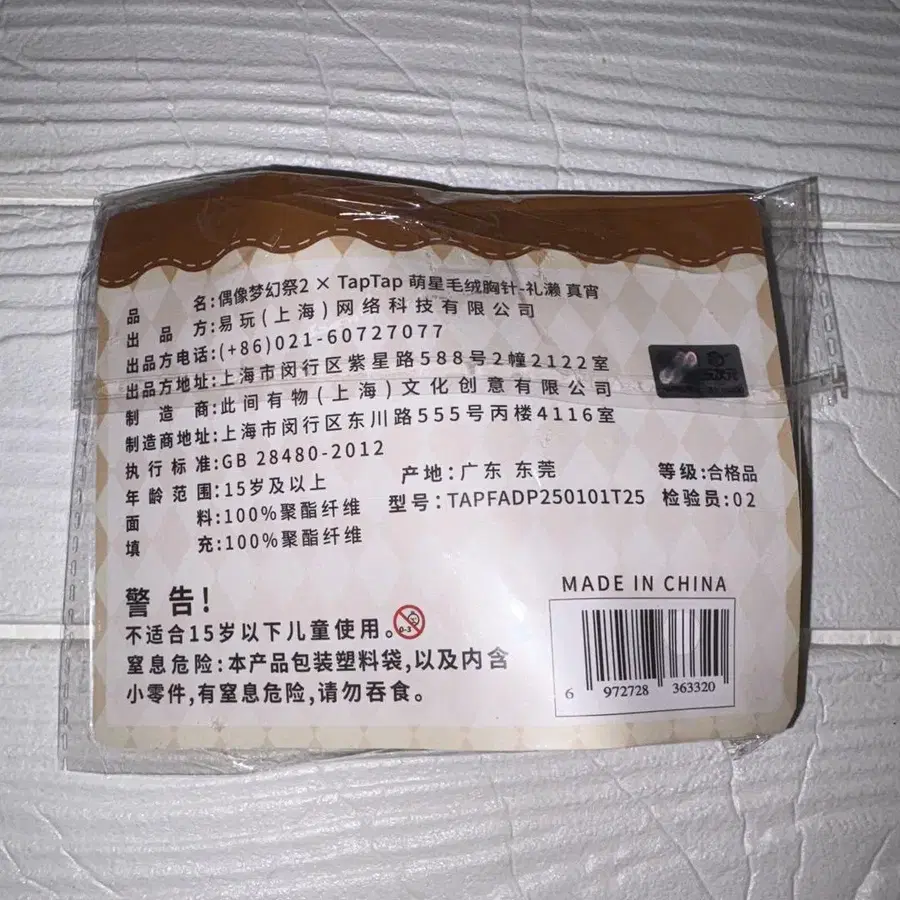 品名:偶像梦幻祭2 × TapTap 萌星毛绒胸针-礼濑 真宵
出品方:易玩(上海)网络科技有限公司
出品方电话:(+86)021-60727077
出品方地址:上海市闵行区紫星路588号2幢2122室
制造商:此间有物(上海)文化创意有限公司
制造商地址:上海市闵行区东川路555号丙楼4116室
执行标准:GB 28480-2012
年龄范围:15岁及以上 产地:广东 东莞 等级:合格品
面料:100%聚酯纤维 型号:TAPFADP250101T25 检验员:02
填充:100%聚酯纤维
警告!
不适合15岁以下儿童使用。
0-3
窒息危险:本产品包装塑料袋,以及内含
小零件,有窒息危险,请勿吞食。
MADE IN CHINA
6 972728 363320